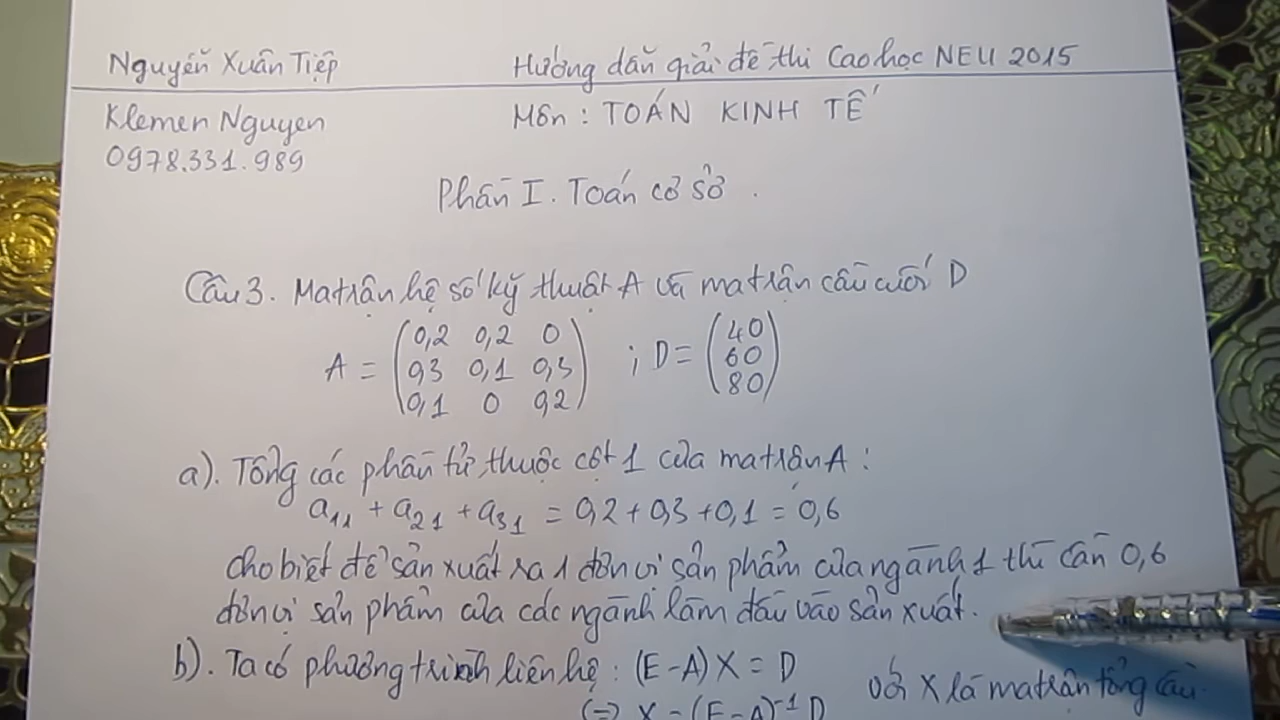 Nguyễn Xuân Tiệp
Hướng dẫn giải đề thi Cao học NEU 2015
Klemen Nguyen
Môn : TOÁN KINH TẾ
0978.331.989
Phần I. Toán cơ sở .
Câu 3. Ma trận hệ số kỹ thuật A và ma trận cầu cuối D
A = (0,2 0,2 0
0,3 0,1 0,3
0,1 0 0,2) ; D = (40
60
80)
a). Tổng các phần tử thuộc cột 1 của ma trận A :
a₁₁ + a₂₁ + a₃₁ = 0,2 + 0,3 + 0,1 = 0,6
cho biết để sản xuất ra 1 đơn vị sản phẩm của ngành 1 thì cần 0,6
đơn vị sản phẩm của các ngành làm đầu vào sản xuất.
b). Ta có phương trình liên hệ : (E - A) X = D
với X là ma trận tổng cầu.
(=) X = (E - A)⁻¹ D